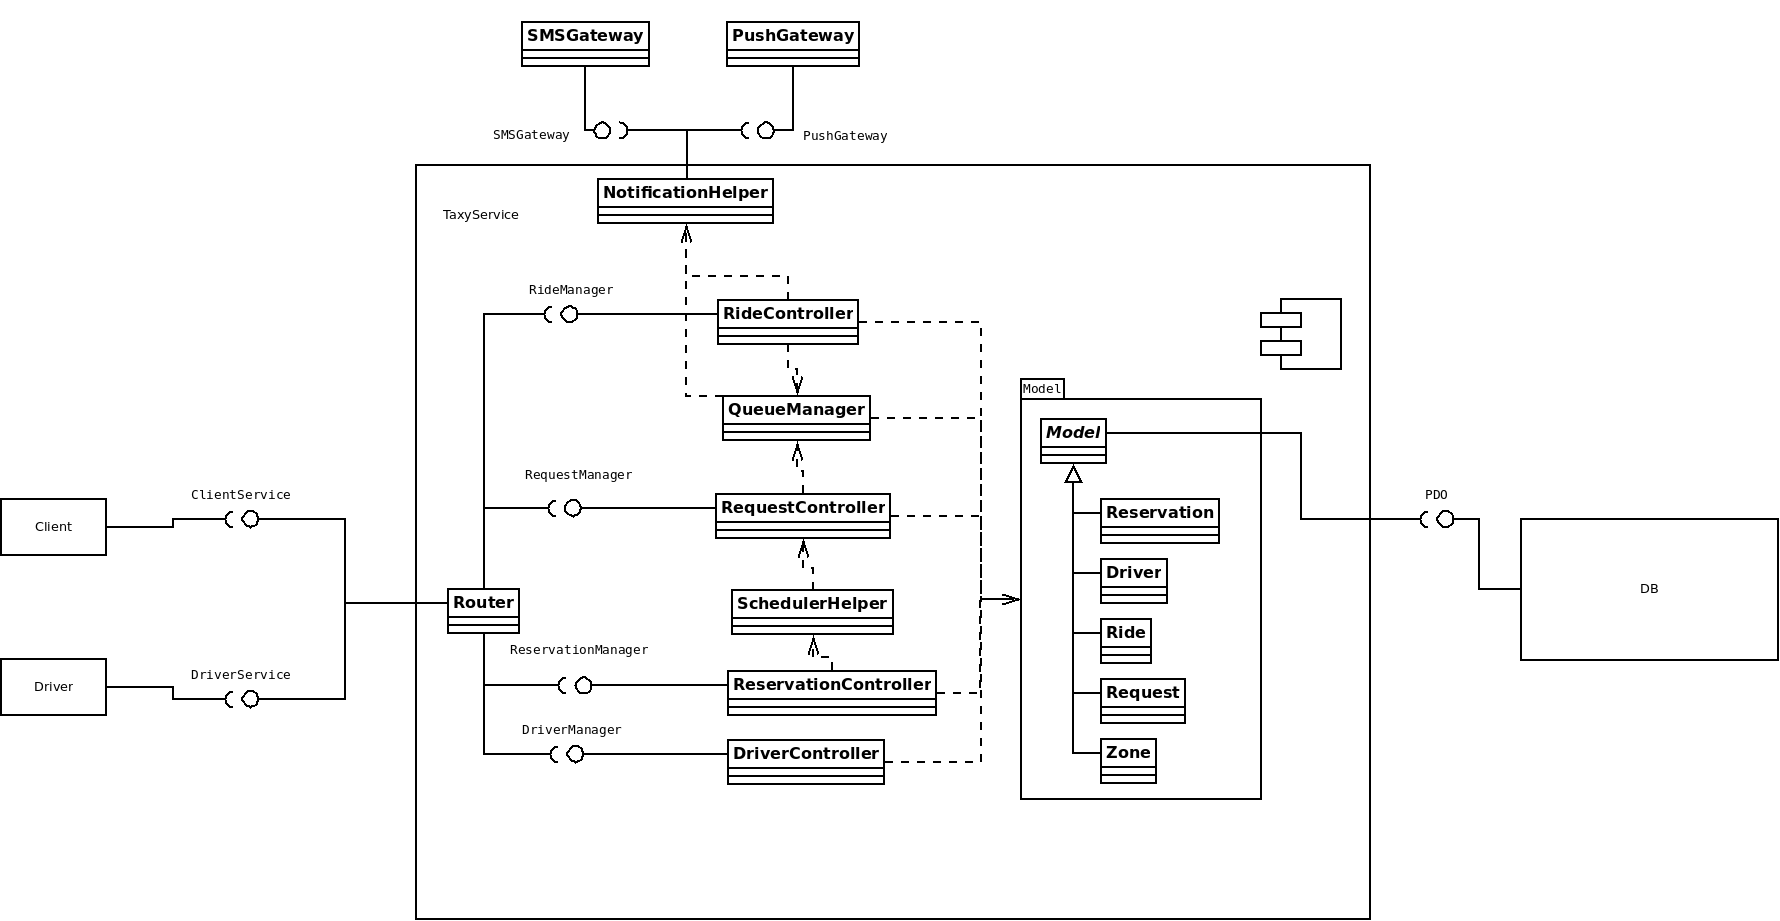 SMSGateway
PushGateway
SMSGateway
PushGateway
NotificationHelper
TaxyService
RideManager
RideController
Model
QueueManager
Model
RequestManager
ClientService
PDO
RequestController
Reservation
Client
Driver
DB
Router
SchedulerHelper
Ride
ReservationManager
DriverService
Driver
ReservationController
Request
DriverManager
DriverController
Zone